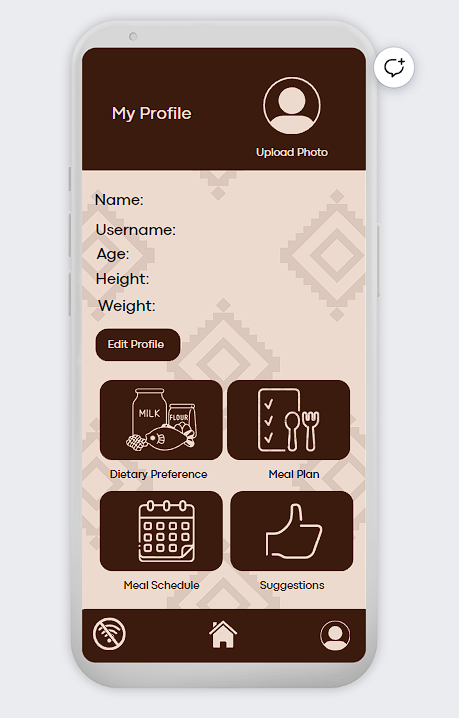 My Profile
Upload Photo
Name:
Username:
Age:
Height:
Weight:
Edit Profile
MILK
FLOUR
Dietary Preference
Meal Plan
Meal Schedule
Suggestions